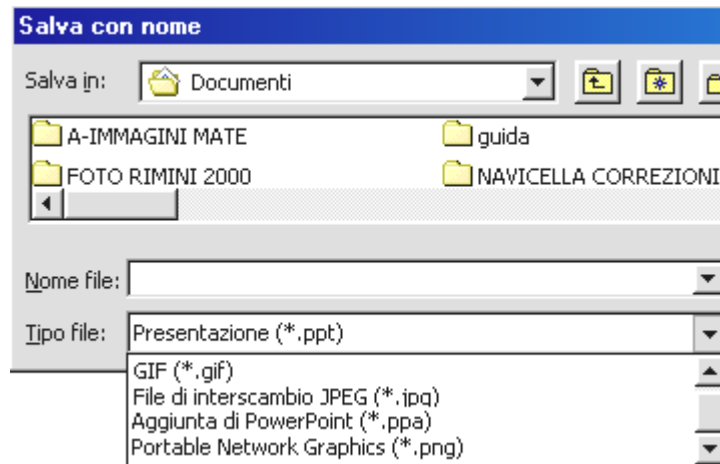 Salva con nome
Salva in: Documenti
A-IMMAGINI MATE guida
FOTO RIMINI 2000 NAVICELLA CORREZIONI
Nome file:
Tipo file: Presentazione (*.ppt)
GIF (*.gif)
File di interscambio JPEG (*.jpg)
Aggiunta di PowerPoint (*.ppa)
Portable Network Graphics (*.png)